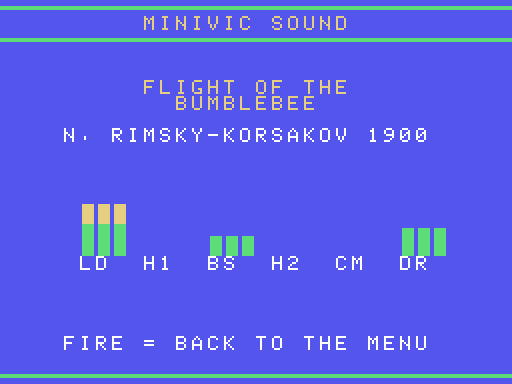 MINIVIC SOUND
FLIGHT OF THE
BUMBLEBEE
N. RIMSKY-KORSAKOV 1900
LD H1 BS H2 CM DR
FIRE = BACK TO THE MENU